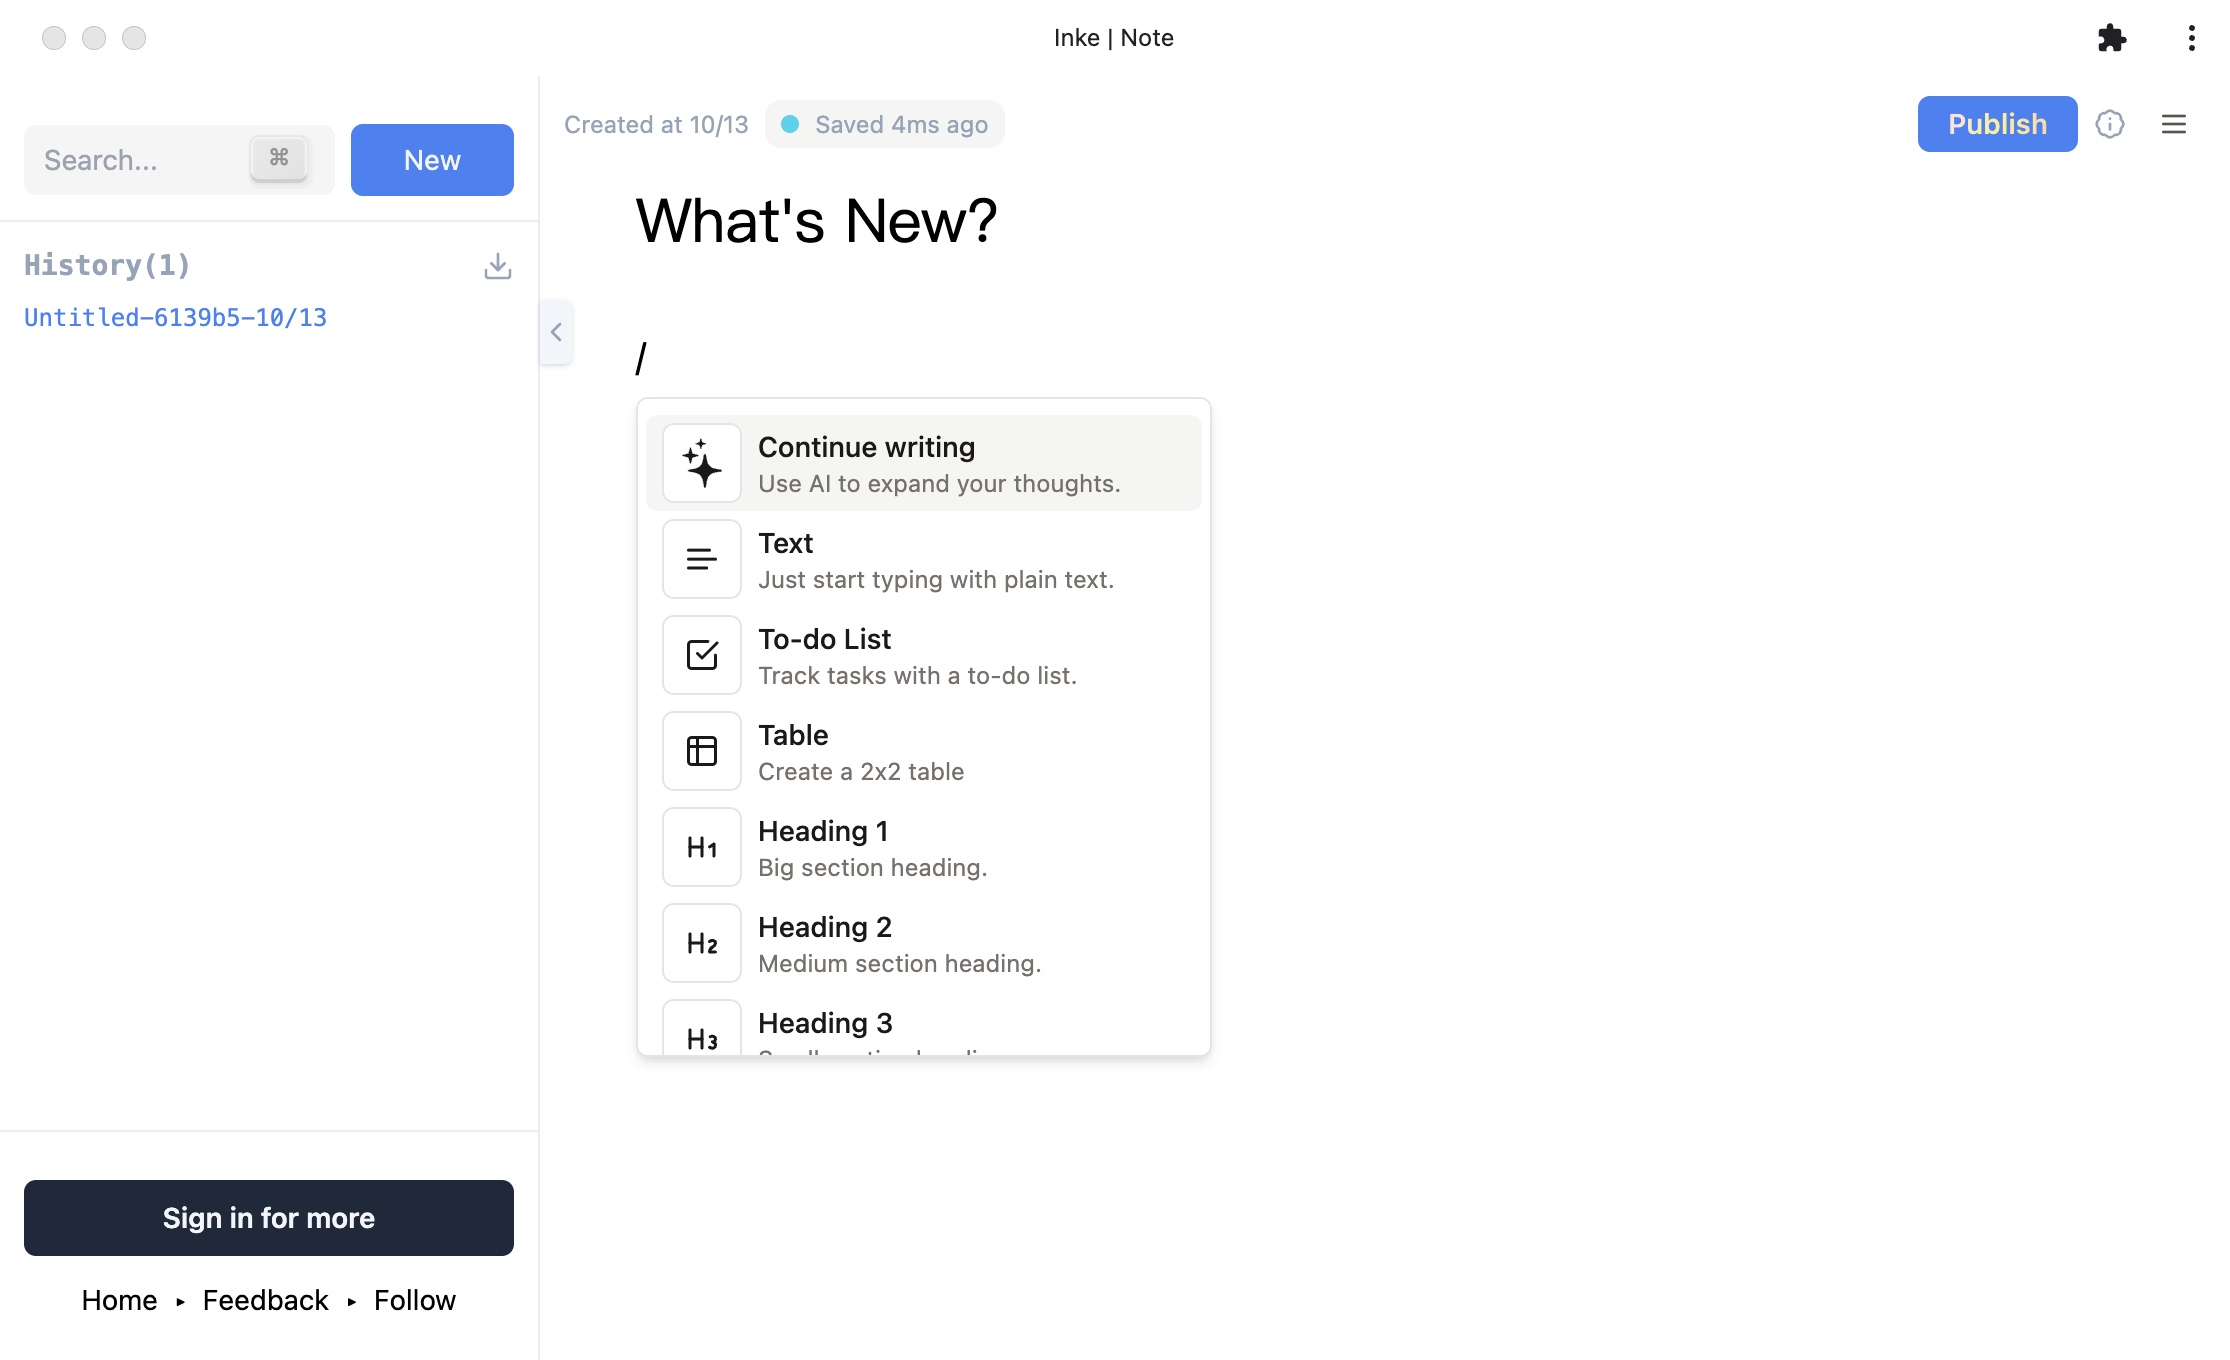 Inke | Note
Search...
⌘
New
History(1)
Untitled-6139b5-10/13
Sign in for more
Home ▸ Feedback ▸ Follow
Created at 10/13
Saved 4ms ago
Publish
What's New?
/
Continue writing
Use AI to expand your thoughts.
Text
Just start typing with plain text.
To-do List
Track tasks with a to-do list.
Table
Create a 2x2 table
H1
Heading 1
Big section heading.
H2
Heading 2
Medium section heading.
H3
Heading 3